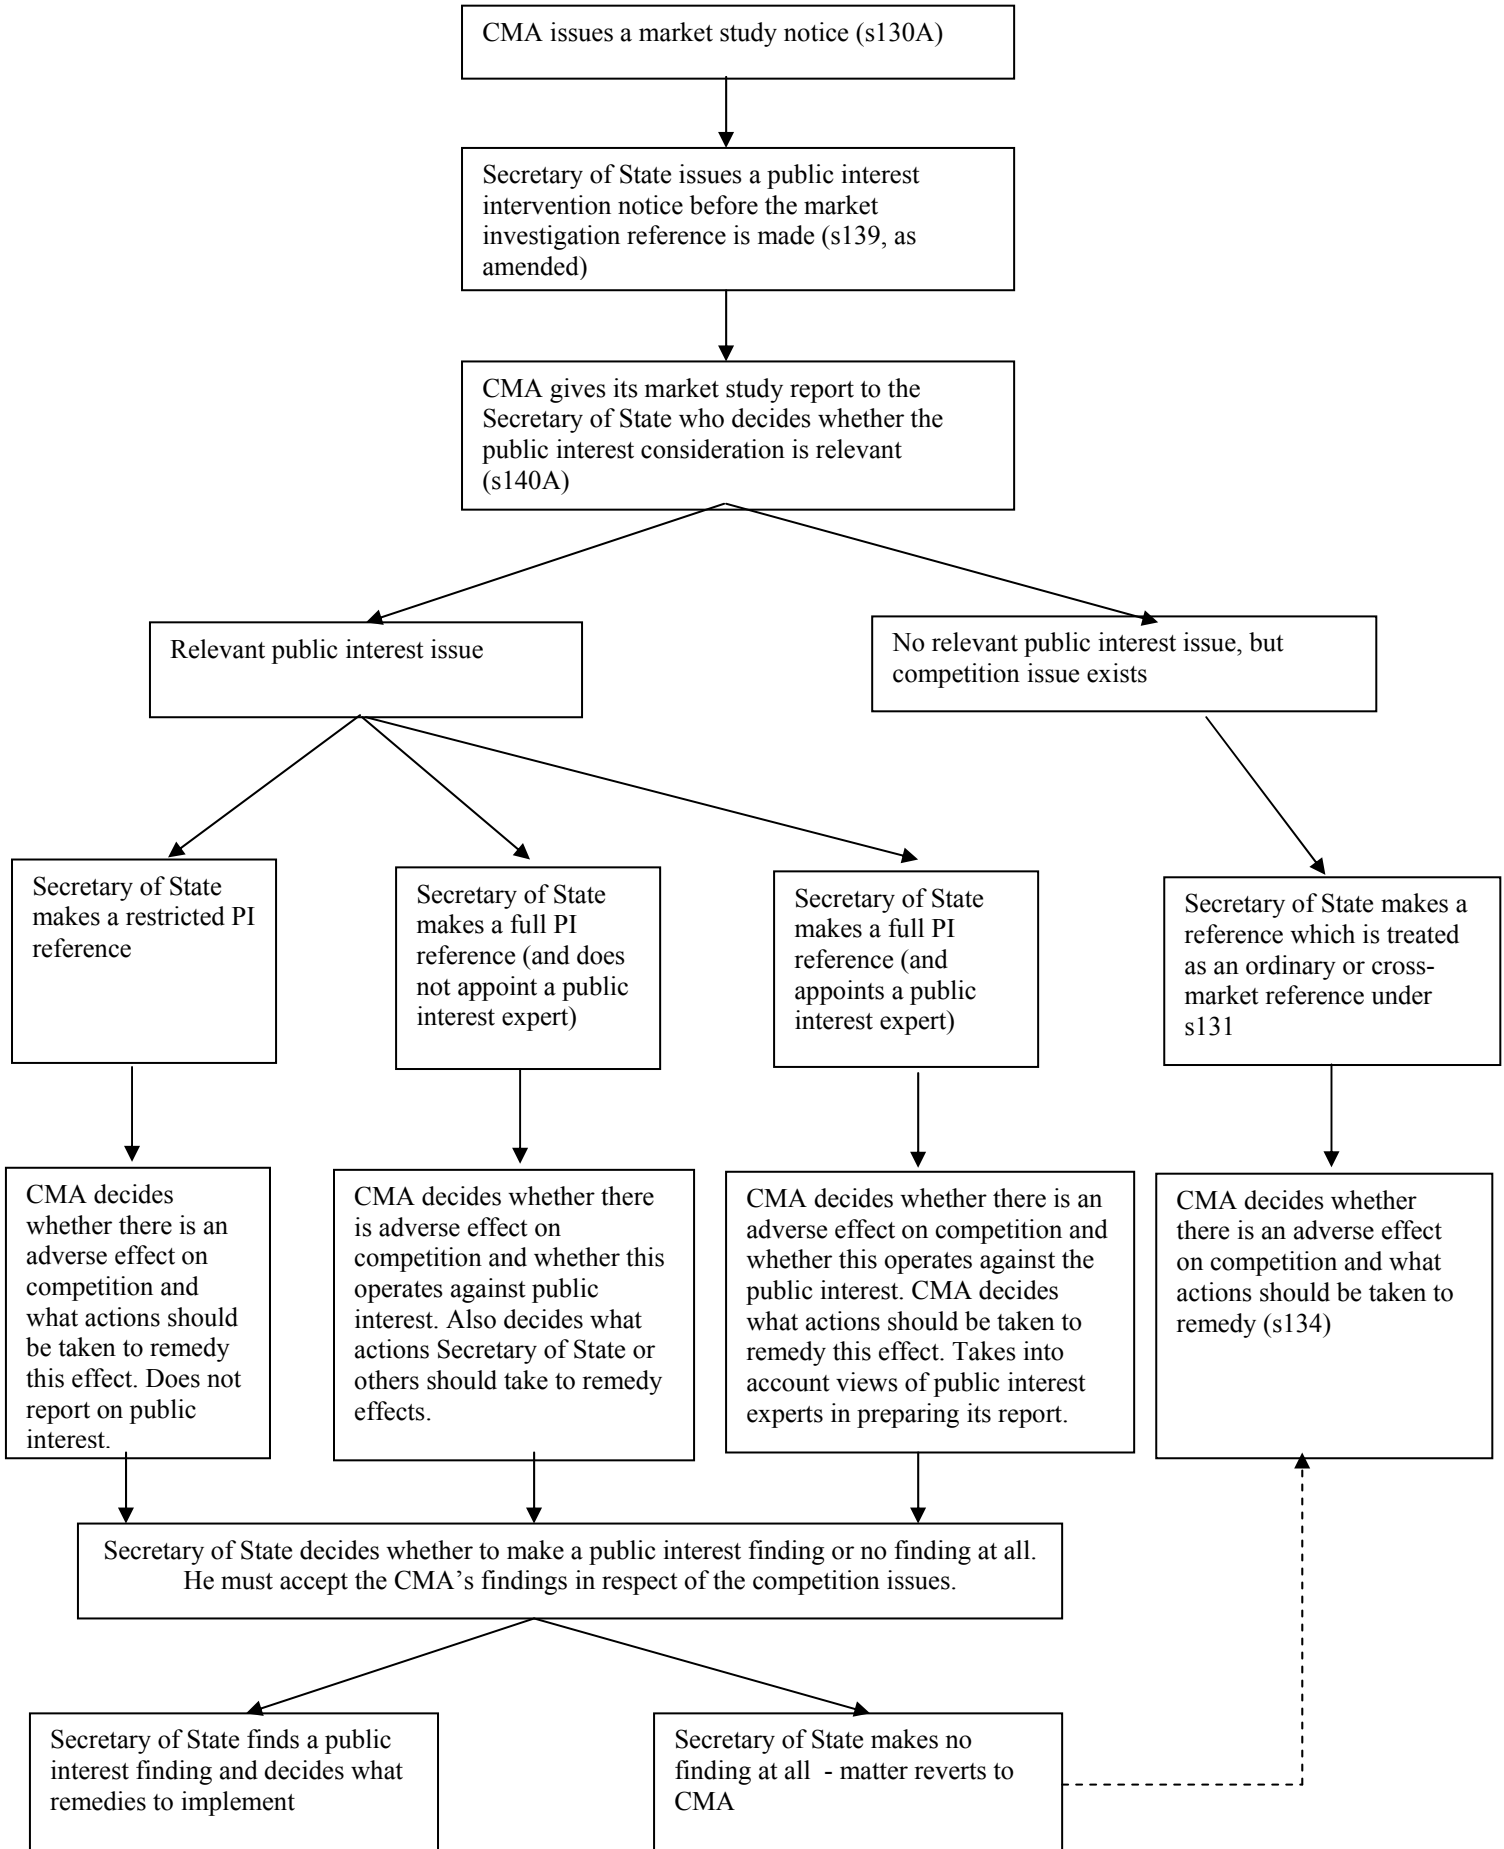 CMA issues a market study notice (s130A)
Secretary of State issues a public interest
intervention notice before the market
investigation reference is made (s139, as
amended)
CMA gives its market study report to the
Secretary of State who decides whether the
public interest consideration is relevant
(s140A)
Relevant public interest issue
No relevant public interest issue, but
competition issue exists
Secretary of State
makes a restricted PI
reference
Secretary of State
makes a full PI
reference (and does
not appoint a public
interest expert)
Secretary of State
makes a full PI
reference (and
appoints a public
interest expert)
Secretary of State makes a
reference which is treated
as an ordinary or cross-
market reference under
s131
CMA decides
whether there is an
adverse effect on
competition and
what actions should
be taken to remedy
this effect. Does not
report on public
interest.
CMA decides whether there
is adverse effect on
competition and whether this
operates against public
interest. Also decides what
actions Secretary of State or
others should take to remedy
effects.
CMA decides whether there is an
adverse effect on competition and
whether this operates against the
public interest. CMA decides
what actions should be taken to
remedy this effect. Takes into
account views of public interest
experts in preparing its report.
CMA decides whether
there is an adverse effect
on competition and what
actions should be taken to
remedy (s134)
Secretary of State decides whether to make a public interest finding or no finding at all.
He must accept the CMA’s findings in respect of the competition issues.
Secretary of State finds a public
interest finding and decides what
remedies to implement
Secretary of State makes no
finding at all  - matter reverts to
CMA